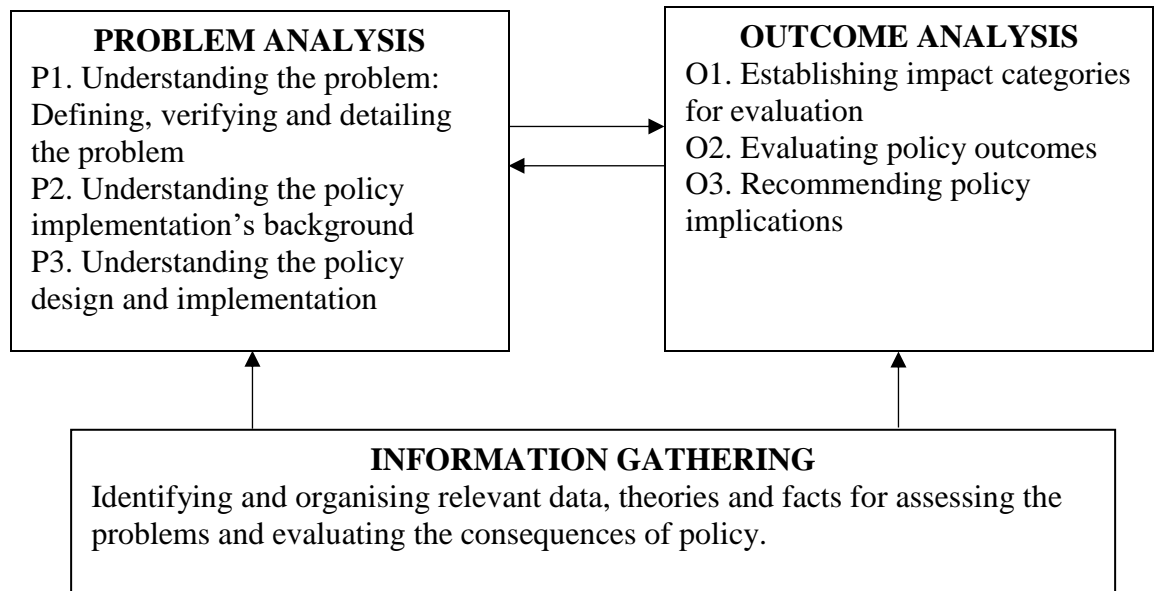 PROBLEM ANALYSIS
P1. Understanding the problem:
Defining, verifying and detailing
the problem
P2. Understanding the policy
implementation’s background
P3. Understanding the policy
design and implementation
OUTCOME ANALYSIS
O1. Establishing impact categories
for evaluation
O2. Evaluating policy outcomes
O3. Recommending policy
implications
INFORMATION GATHERING
Identifying and organising relevant data, theories and facts for assessing the
problems and evaluating the consequences of policy.